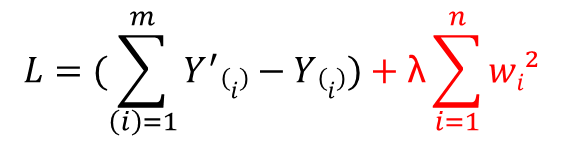 L = (∑_{(i)=1}^{m} Y'_{(i)} − Y_{(i)}) + λ∑_{i=1}^{n} w_i^2